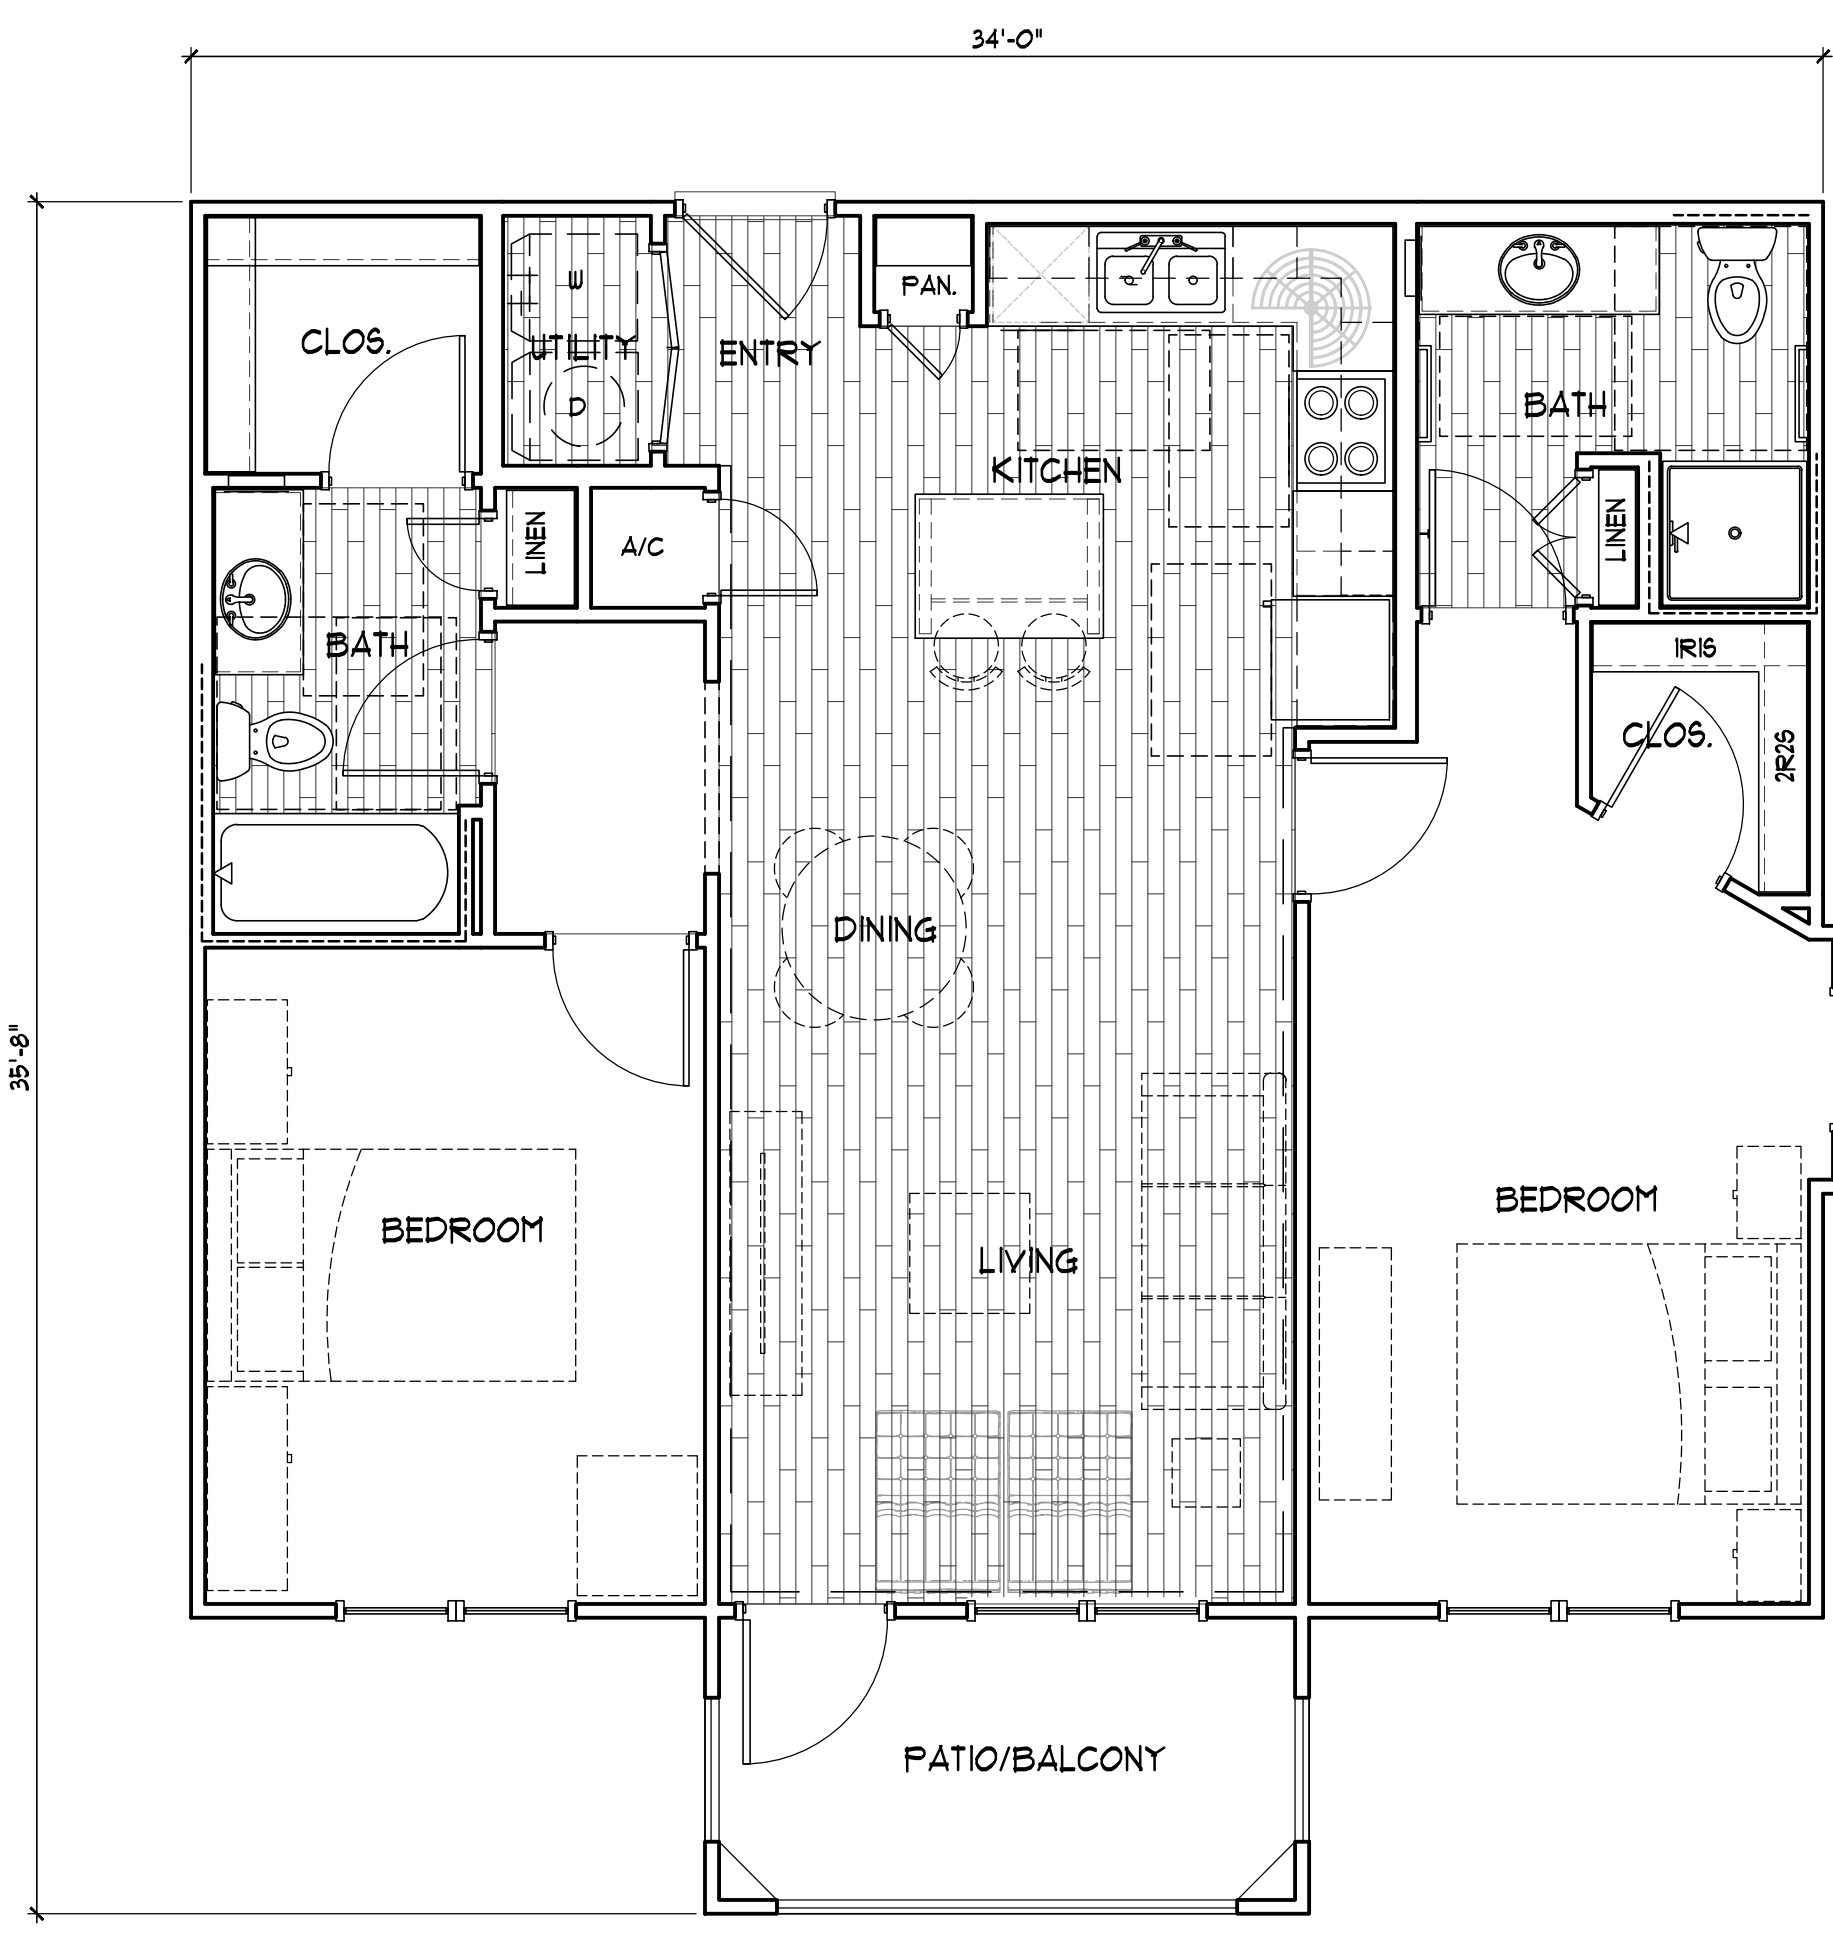 34'-0"
W
PAN.
CLOS.
UTILITY
ENTRY
D
BATH
KITCHEN
LINEN
A/C
LINEN
BATH
1R1S
CLOS.
2R2S
DINING
35'-8"
BEDROOM
BEDROOM
LIVING
PATIO/BALCONY